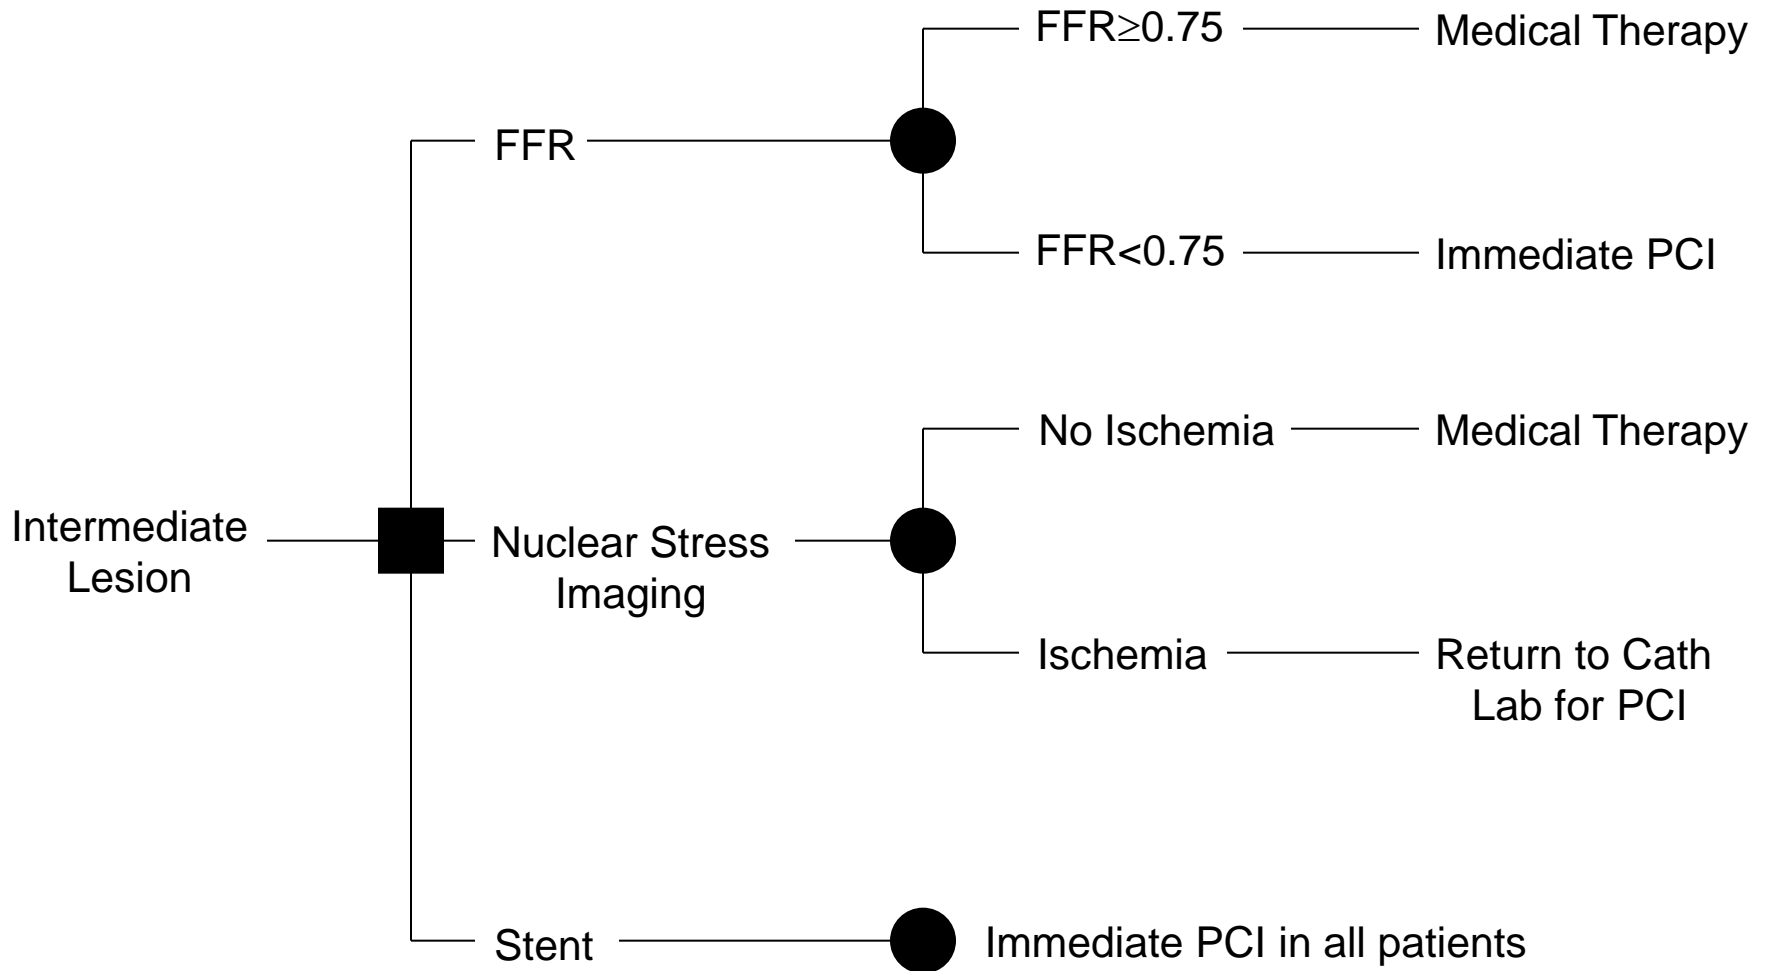 FFR≥0.75
Medical Therapy
FFR
FFR<0.75
Immediate PCI
No Ischemia
Medical Therapy
Intermediate
Lesion
Nuclear Stress
Imaging
Ischemia
Return to Cath
Lab for PCI
Stent
Immediate PCI in all patients